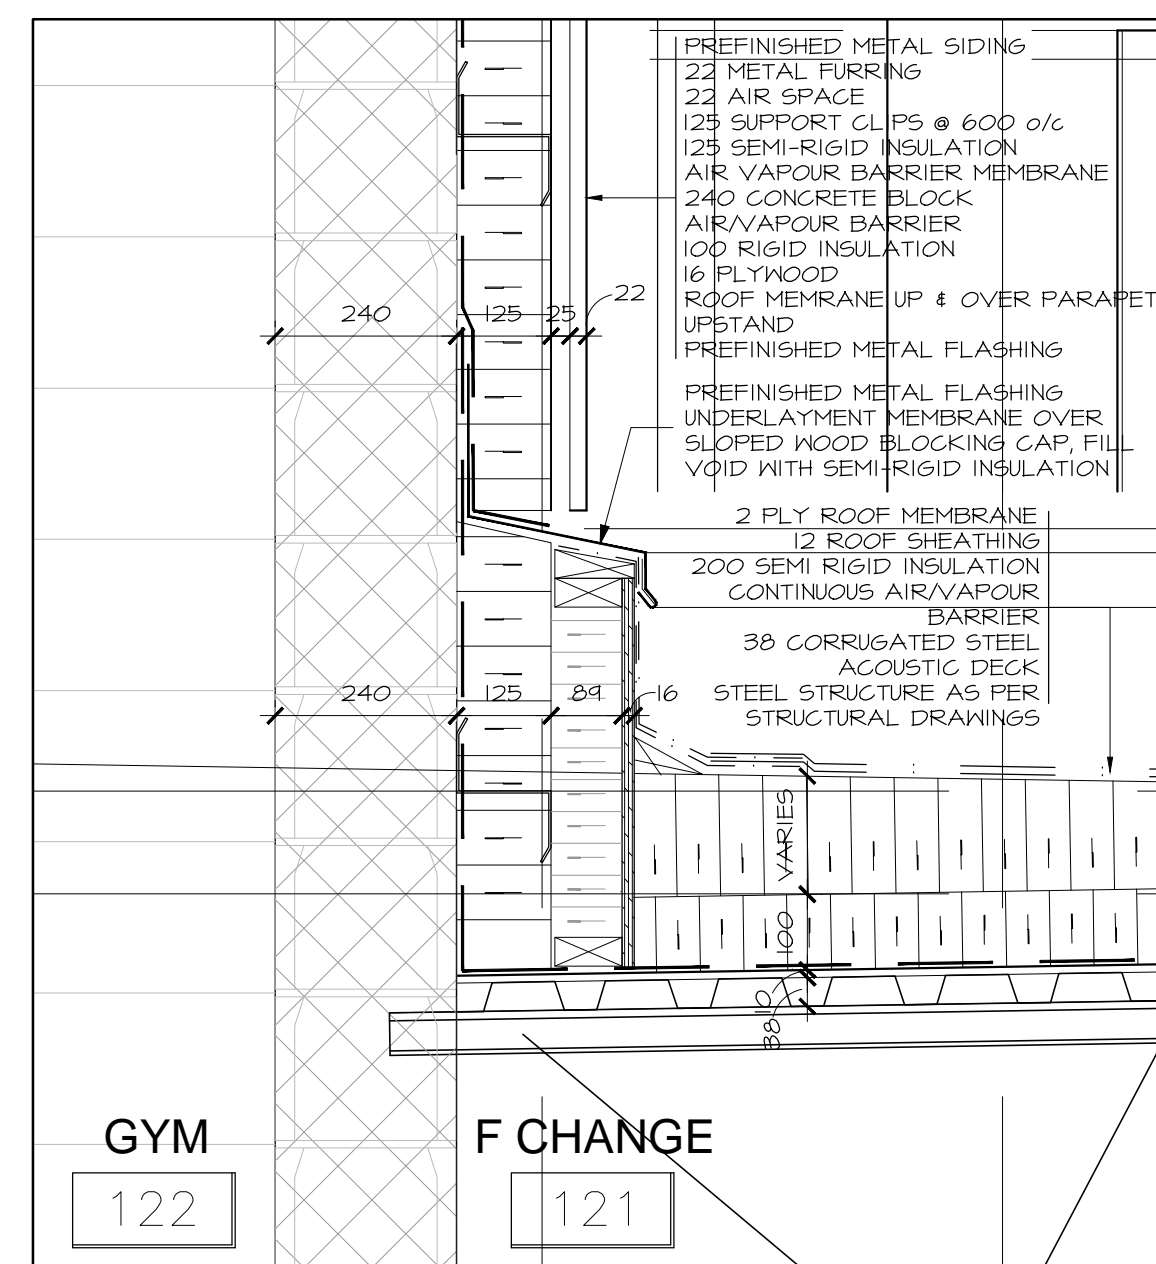 PREFINISHED METAL SIDING
22 METAL FURRING
22 AIR SPACE
125 SUPPORT CLIPS @ 600 o/c
125 SEMI-RIGID INSULATION
AIR VAPOUR BARRIER MEMBRANE
240 CONCRETE BLOCK
AIR/VAPOUR BARRIER
100 RIGID INSULATION
16 PLYWOOD
ROOF MEMRANE UP & OVER PARAPET
UPSTAND
PREFINISHED METAL FLASHING
240 125 25 22
PREFINISHED METAL FLASHING
UNDERLAYMENT MEMBRANE OVER
SLOPED WOOD BLOCKING CAP, FILL
VOID WITH SEMI-RIGID INSULATION
2 PLY ROOF MEMBRANE
12 ROOF SHEATHING
200 SEMI RIGID INSULATION
CONTINUOUS AIR/VAPOUR
BARRIER
38 CORRUGATED STEEL
ACOUSTIC DECK
STEEL STRUCTURE AS PER
STRUCTURAL DRAWINGS
240 125 89 16
VARIES
100
10
38
GYM
122
F CHANGE
121